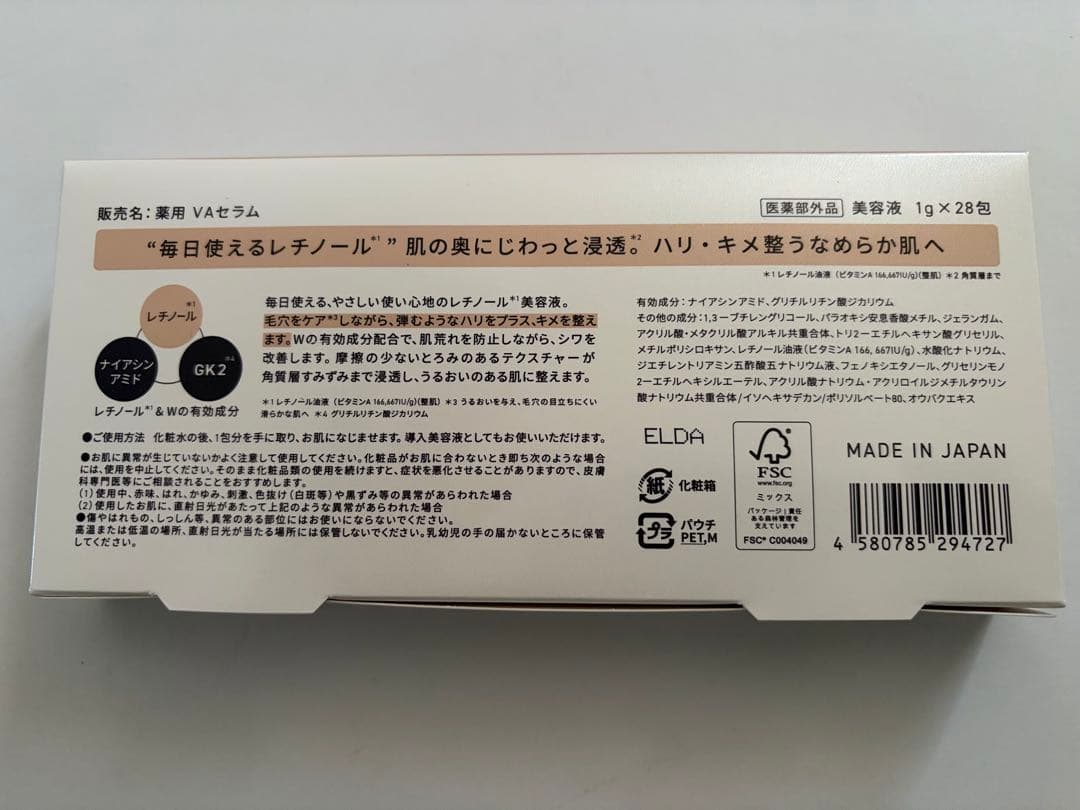 販売名：薬用 VAセラム
医薬部外品 美容液 1g×28包
“毎日使えるレチノール*1” 肌の奥にじわっと浸透。*2 ハリ・キメ整うなめらか肌へ
*1 レチノール油液（ビタミンA 166,667IU/g）(整肌) *2 角質層まで
*1
レチノール
ナイアシン
アミド
*4
GK2
レチノール*1 & Wの有効成分
毎日使える、やさしい使い心地のレチノール*1美容液。
毛穴をケア*3しながら、弾むようなハリをプラス、キメを整え
ます。Wの有効成分配合で、肌荒れを防止しながら、シワを
改善します。摩擦の少ないとろみのあるテクスチャーが
角質層すみずみまで浸透し、うるおいのある肌に整えます。
*1 レチノール油液（ビタミンA 166,667IU/g）(整肌) *3 うるおいを与え、毛穴の目立ちにくい
滑らかな肌へ *4 グリチルリチン酸ジカリウム
有効成分：ナイアシンアミド、グリチルリチン酸ジカリウム
その他の成分：1,3－ブチレングリコール、パラオキシ安息香酸メチル、ジェランガム、
アクリル酸・メタクリル酸アルキル共重合体、トリ2－エチルヘキサン酸グリセリル、
メチルポリシロキサン、レチノール油液（ビタミンA 166, 667IU/g）、水酸化ナトリウム、
ジエチレントリアミン五酢酸五ナトリウム液、フェノキシエタノール、グリセリンモノ
2－エチルヘキシルエーテル、アクリル酸ナトリウム・アクリロイルジメチルタウリン
酸ナトリウム共重合体/イソヘキサデカン/ポリソルベート80、オウバクエキス
●ご使用方法 化粧水の後、1包分を手に取り、お肌になじませます。導入美容液としてもお使いいただけます。
●お肌に異常が生じていないかよく注意して使用してください。化粧品がお肌に合わないとき即ち次のような場合
には、使用を中止してください。そのまま化粧品類の使用を続けますと、症状を悪化させることがありますので、皮膚
科専門医等にご相談されることをおすすめします。
(1) 使用中、赤味、はれ、かゆみ、刺激、色抜け（白斑等）や黒ずみ等の異常があらわれた場合
(2) 使用したお肌に、直射日光があたって上記のような異常があらわれた場合
●傷やはれもの、しっしん等、異常のある部位にはお使いにならないでください。
高温または低温の場所、直射日光が当たる場所には保管しないでください。乳幼児の手の届かないところに保管
してください。
ELDA
紙 化粧箱
プラ パウチ
PET,M
FSC
www.fsc.org
ミックス
パッケージ｜責任
ある森林管理を
支えています
FSC® C004049
MADE IN JAPAN
4 580785 294727